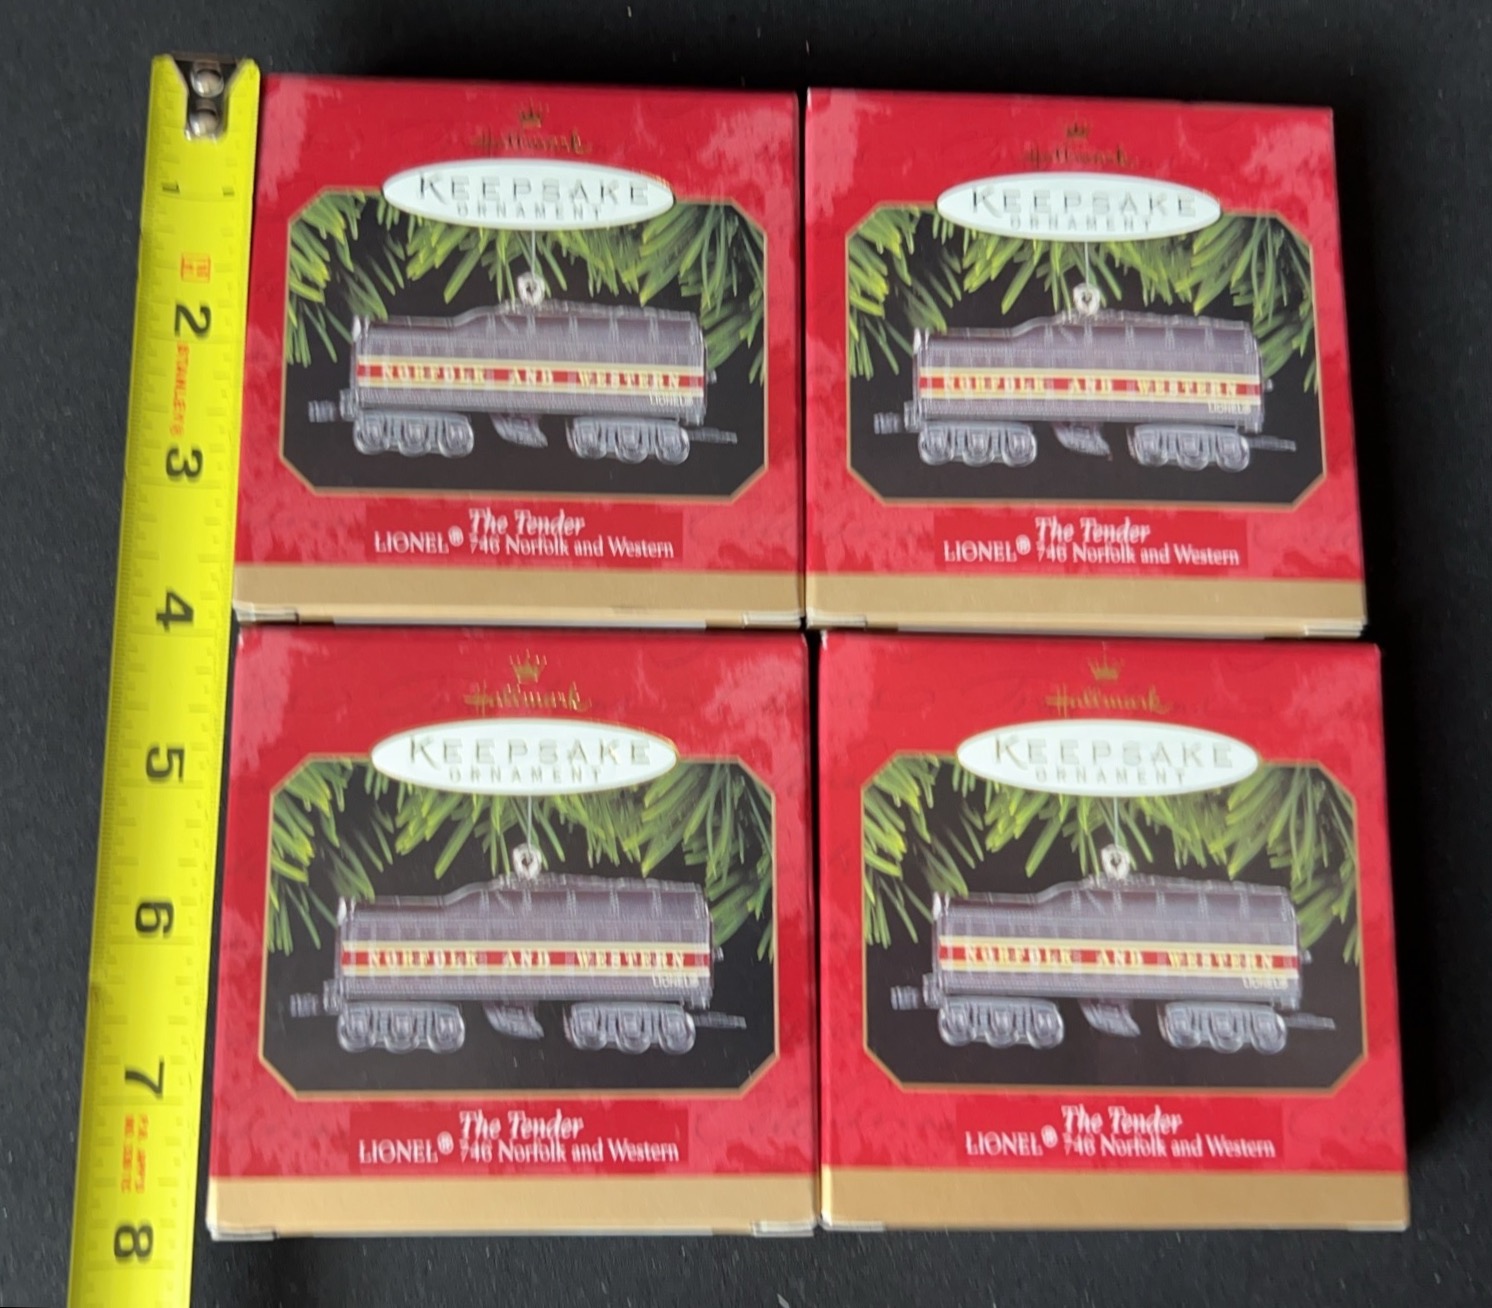 1
2
STANLEY®
3
4
5
6
7
8
Hallmark
KEEPSAKE
ORNAMENT
NORFOLK AND WESTERN
LIONEL®
The Tender
LIONEL® 746 Norfolk and Western
Hallmark
KEEPSAKE
ORNAMENT
NORFOLK AND WESTERN
LIONEL®
The Tender
LIONEL® 746 Norfolk and Western
Hallmark
KEEPSAKE
ORNAMENT
NORFOLK AND WESTERN
LIONEL®
The Tender
LIONEL® 746 Norfolk and Western
Hallmark
KEEPSAKE
ORNAMENT
NORFOLK AND WESTERN
LIONEL®
The Tender
LIONEL® 746 Norfolk and Western